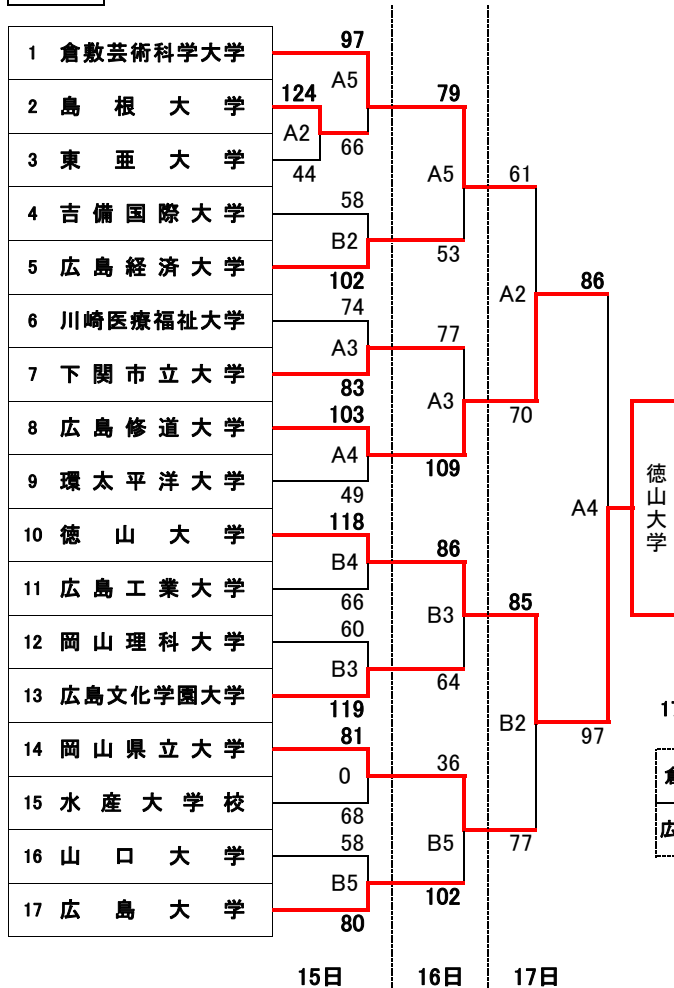 97
1 倉敷芸術科学大学
A5
124
79
2 島根大学
A2
66
3 東亜大学
44
A5
61
58
4 吉備国際大学
B2
53
5 広島経済大学
102
86
A2
74
6 川崎医療福祉大学
A3
77
7 下関市立大学
83
A3
70
103
8 広島修道大学
A4
109
9 環太平洋大学
49
A4
徳山大学
118
10 徳山大学
B4
86
11 広島工業大学
66
B3
85
60
12 岡山理科大学
B3
64
13 広島文化学園大学
119
17
B2
97
81
14 岡山県立大学
0
36
15 水産大学校
68
B5
77
58
16 山口大学
B5
102
17 広島大学
80
15日 16日 17日